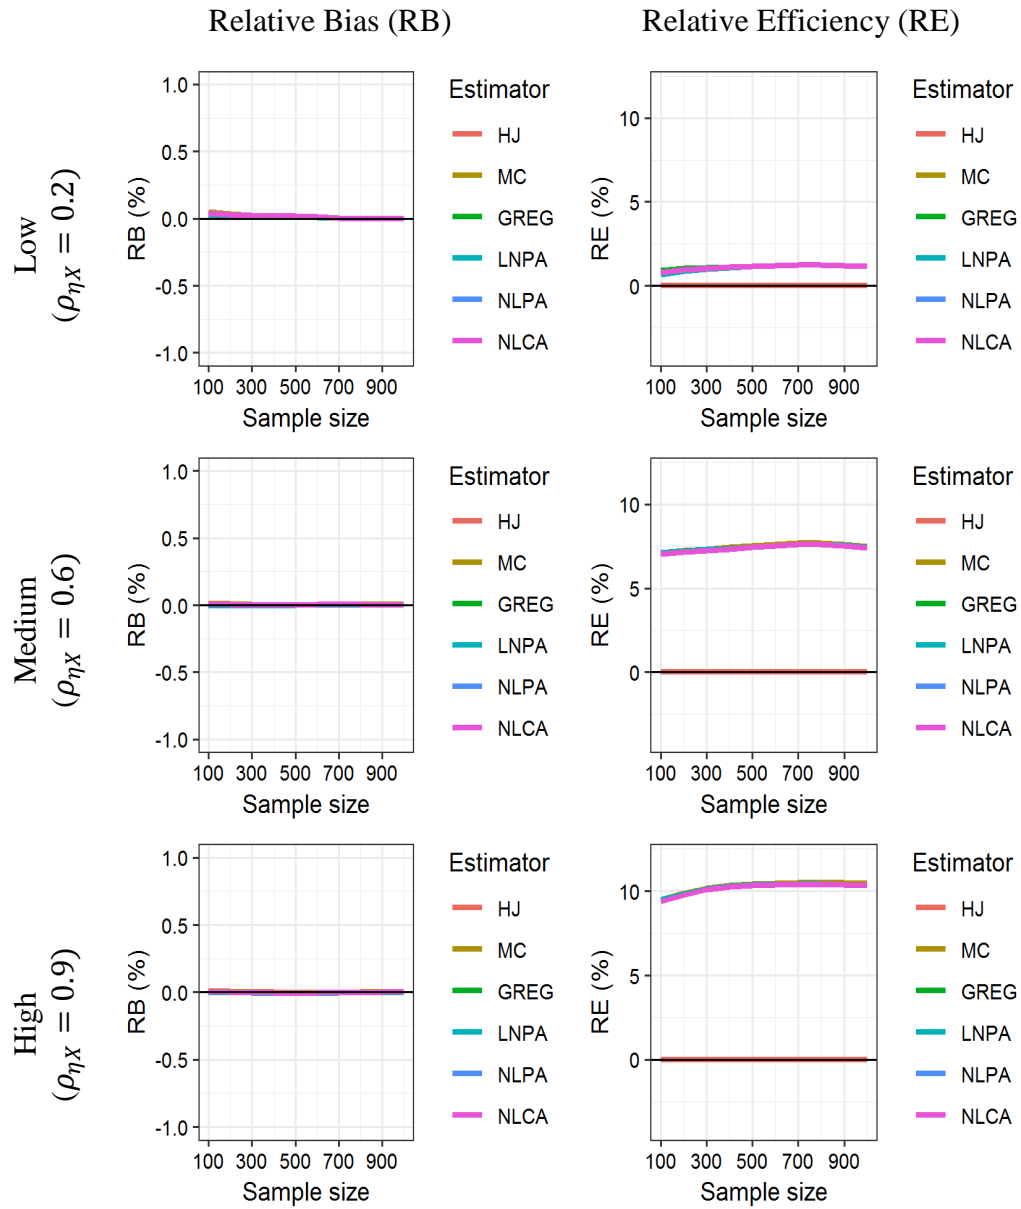 Relative Bias (RB)
Relative Efficiency (RE)
Low
(ρηX = 0.2)
RB (%)
1.0
0.5
0.0
-0.5
-1.0
100 300 500 700 900
Sample size
Estimator
HJ
MC
GREG
LNPA
NLPA
NLCA
RE (%)
10
5
0
100 300 500 700 900
Sample size
Estimator
HJ
MC
GREG
LNPA
NLPA
NLCA
Medium
(ρηX = 0.6)
RB (%)
1.0
0.5
0.0
-0.5
-1.0
100 300 500 700 900
Sample size
Estimator
HJ
MC
GREG
LNPA
NLPA
NLCA
RE (%)
10
5
0
100 300 500 700 900
Sample size
Estimator
HJ
MC
GREG
LNPA
NLPA
NLCA
High
(ρηX = 0.9)
RB (%)
1.0
0.5
0.0
-0.5
-1.0
100 300 500 700 900
Sample size
Estimator
HJ
MC
GREG
LNPA
NLPA
NLCA
RE (%)
10
5
0
100 300 500 700 900
Sample size
Estimator
HJ
MC
GREG
LNPA
NLPA
NLCA